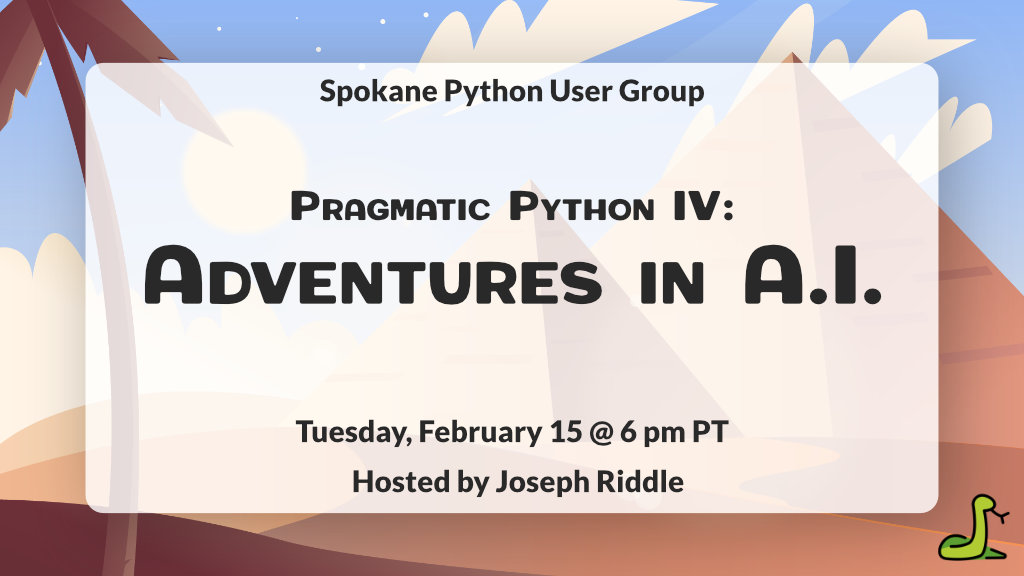 Spokane Python User Group
Pragmatic Python IV:
Adventures in A.I.
Tuesday, February 15 @ 6 pm PT
Hosted by Joseph Riddle